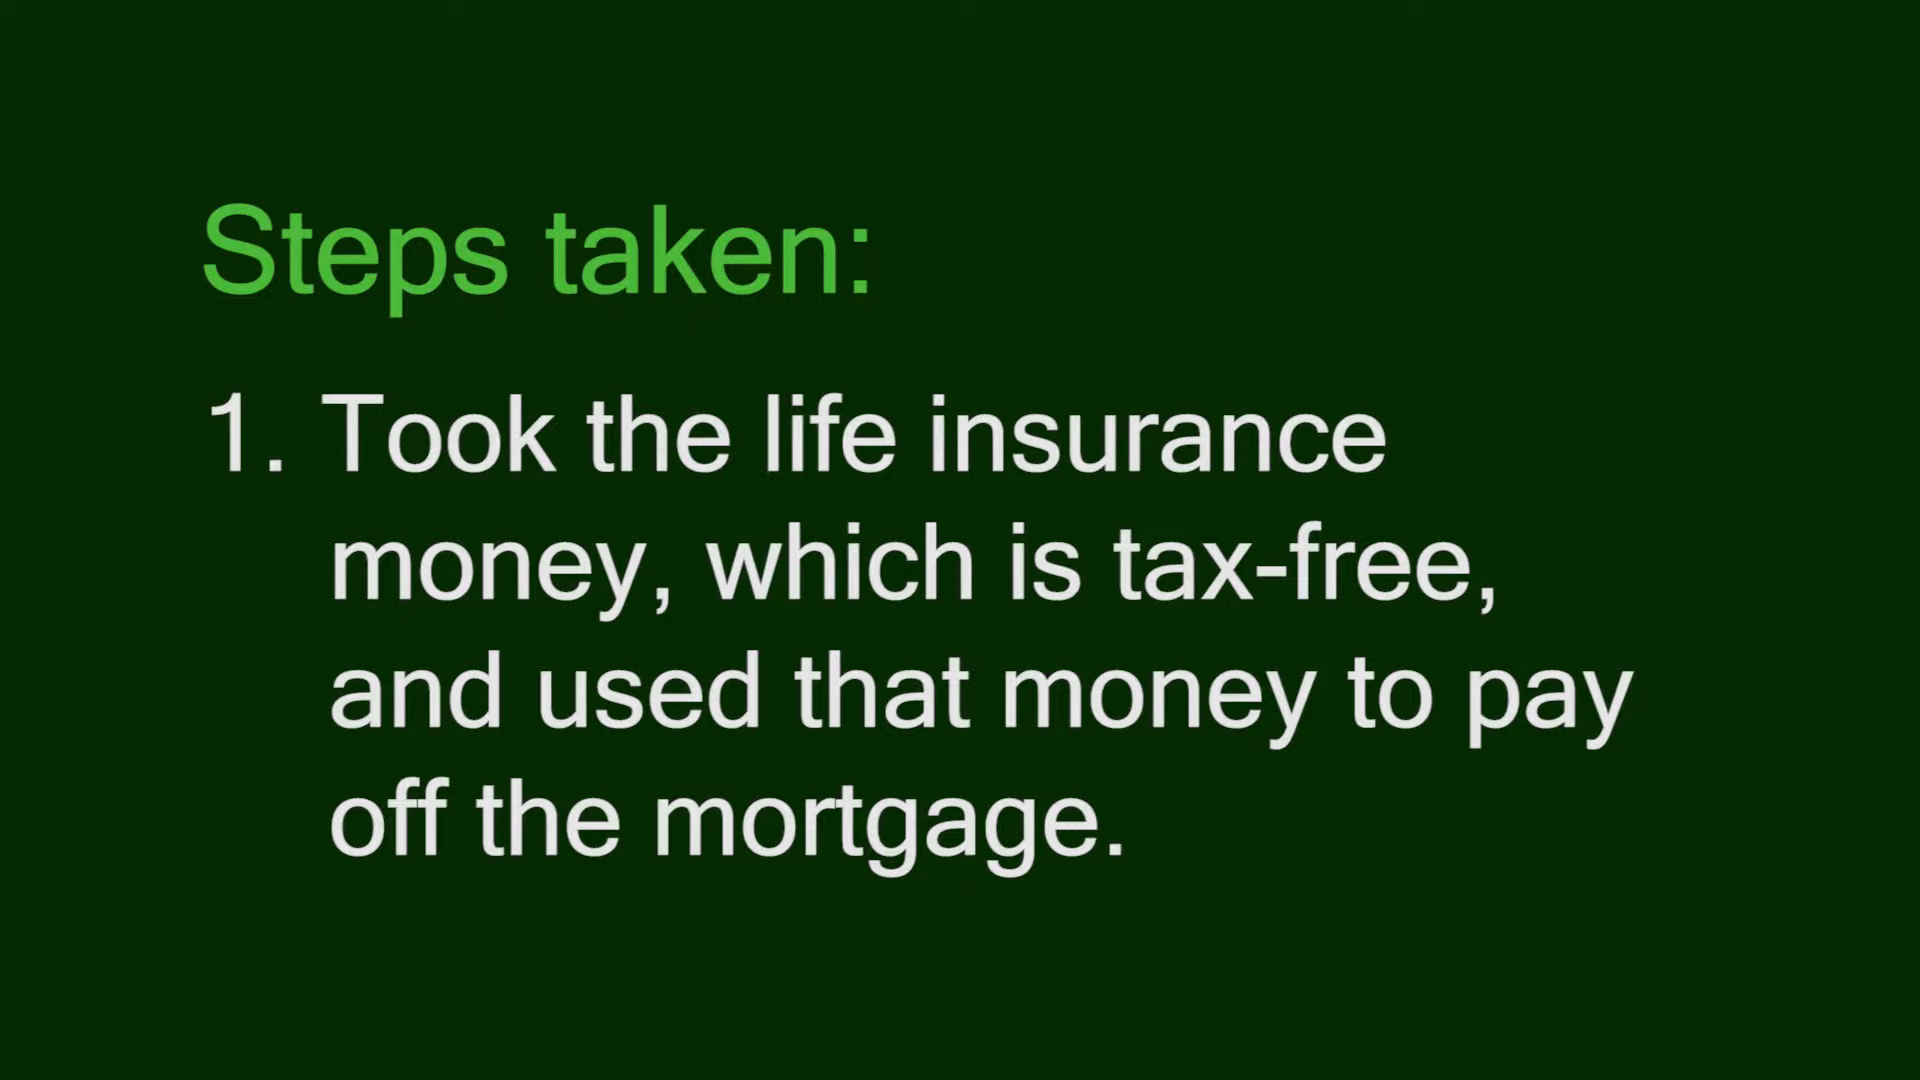 Steps taken:
1. Took the life insurance
money, which is tax-free,
and used that money to pay
off the mortgage.